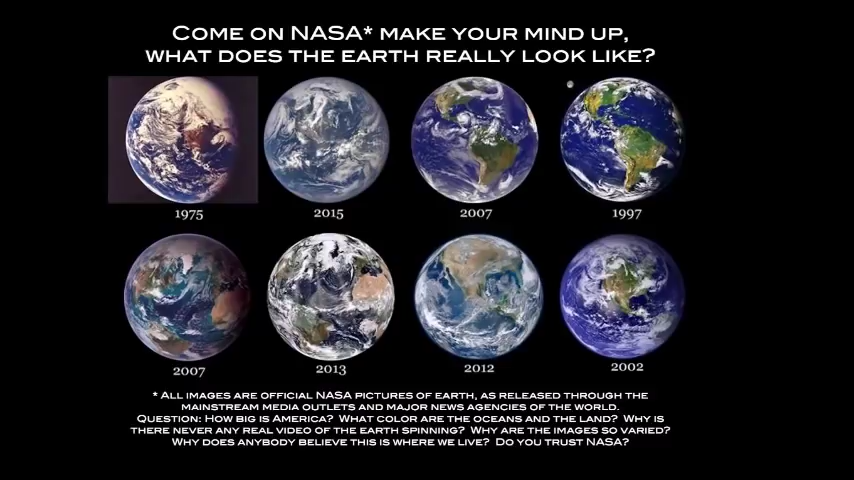 Come on NASA* make your mind up,
what does the earth really look like?
1975 2015 2007 1997
2007 2013 2012 2002
* All images are official NASA pictures of earth, as released through the
mainstream media outlets and major news agencies of the world.
Question: How big is America? What color are the oceans and the land? Why is
there never any real video of the earth spinning? Why are the images so varied?
Why does anybody believe this is where we live? Do you trust NASA?